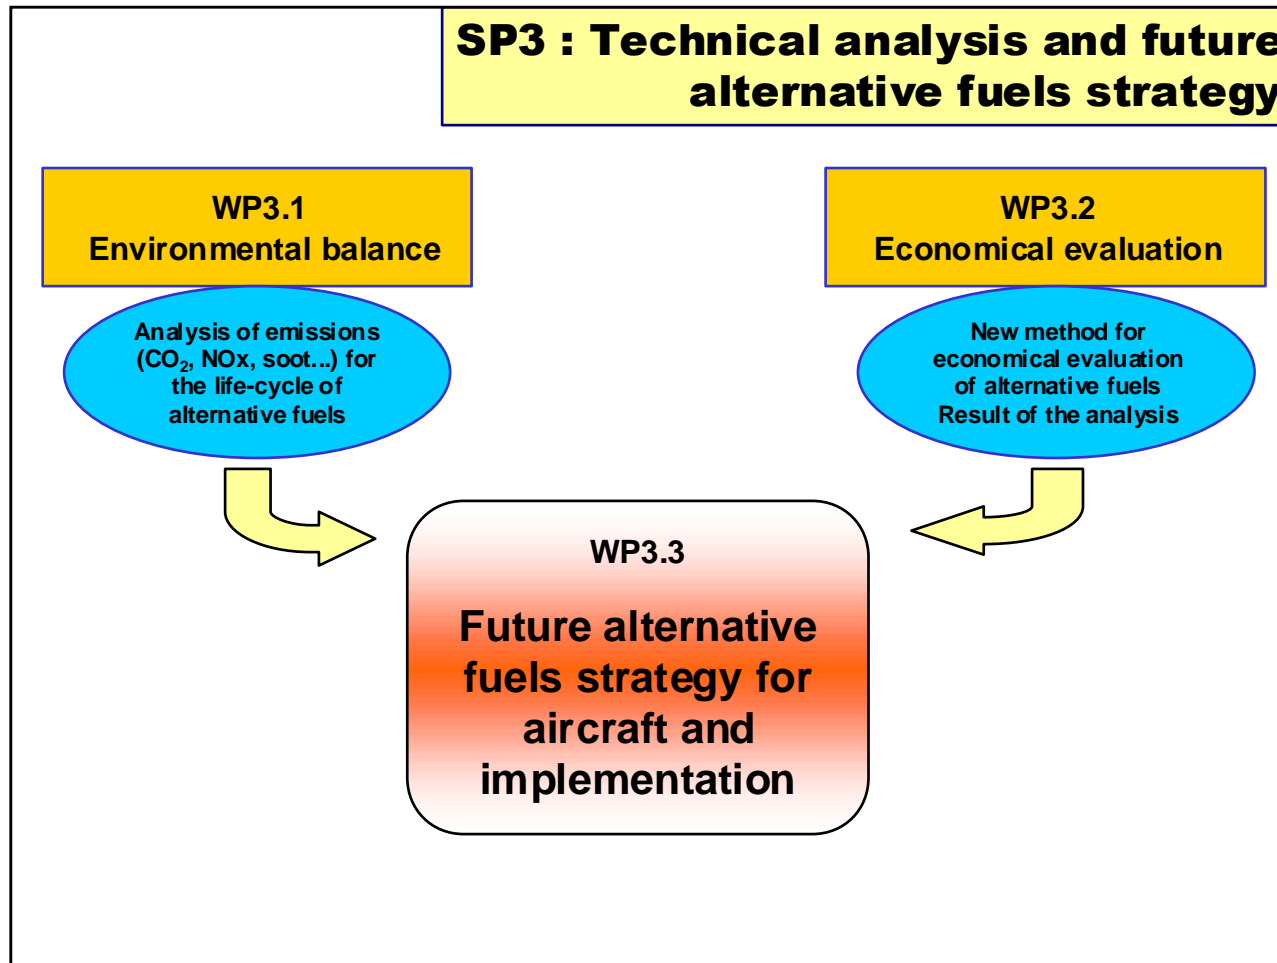 SP3 : Technical analysis and future
alternative fuels strategy
WP3.1
Environmental balance
WP3.2
Economical evaluation
Analysis of emissions
(CO₂, NOx, soot...) for
the life-cycle of
alternative fuels
New method for
economical evaluation
of alternative fuels
Result of the analysis
WP3.3
Future alternative
fuels strategy for
aircraft and
implementation